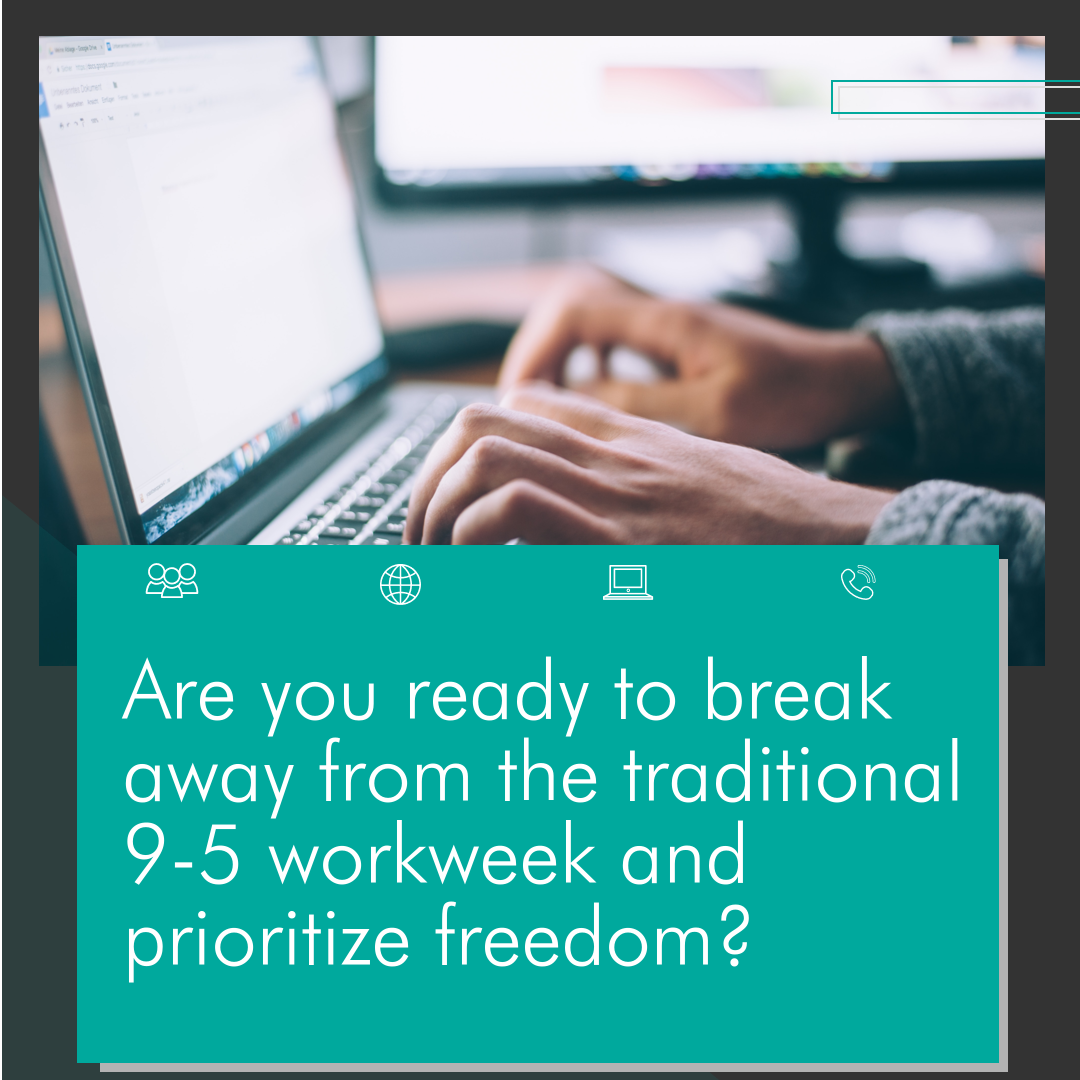 Are you ready to break
away from the traditional
9-5 workweek and
prioritize freedom?